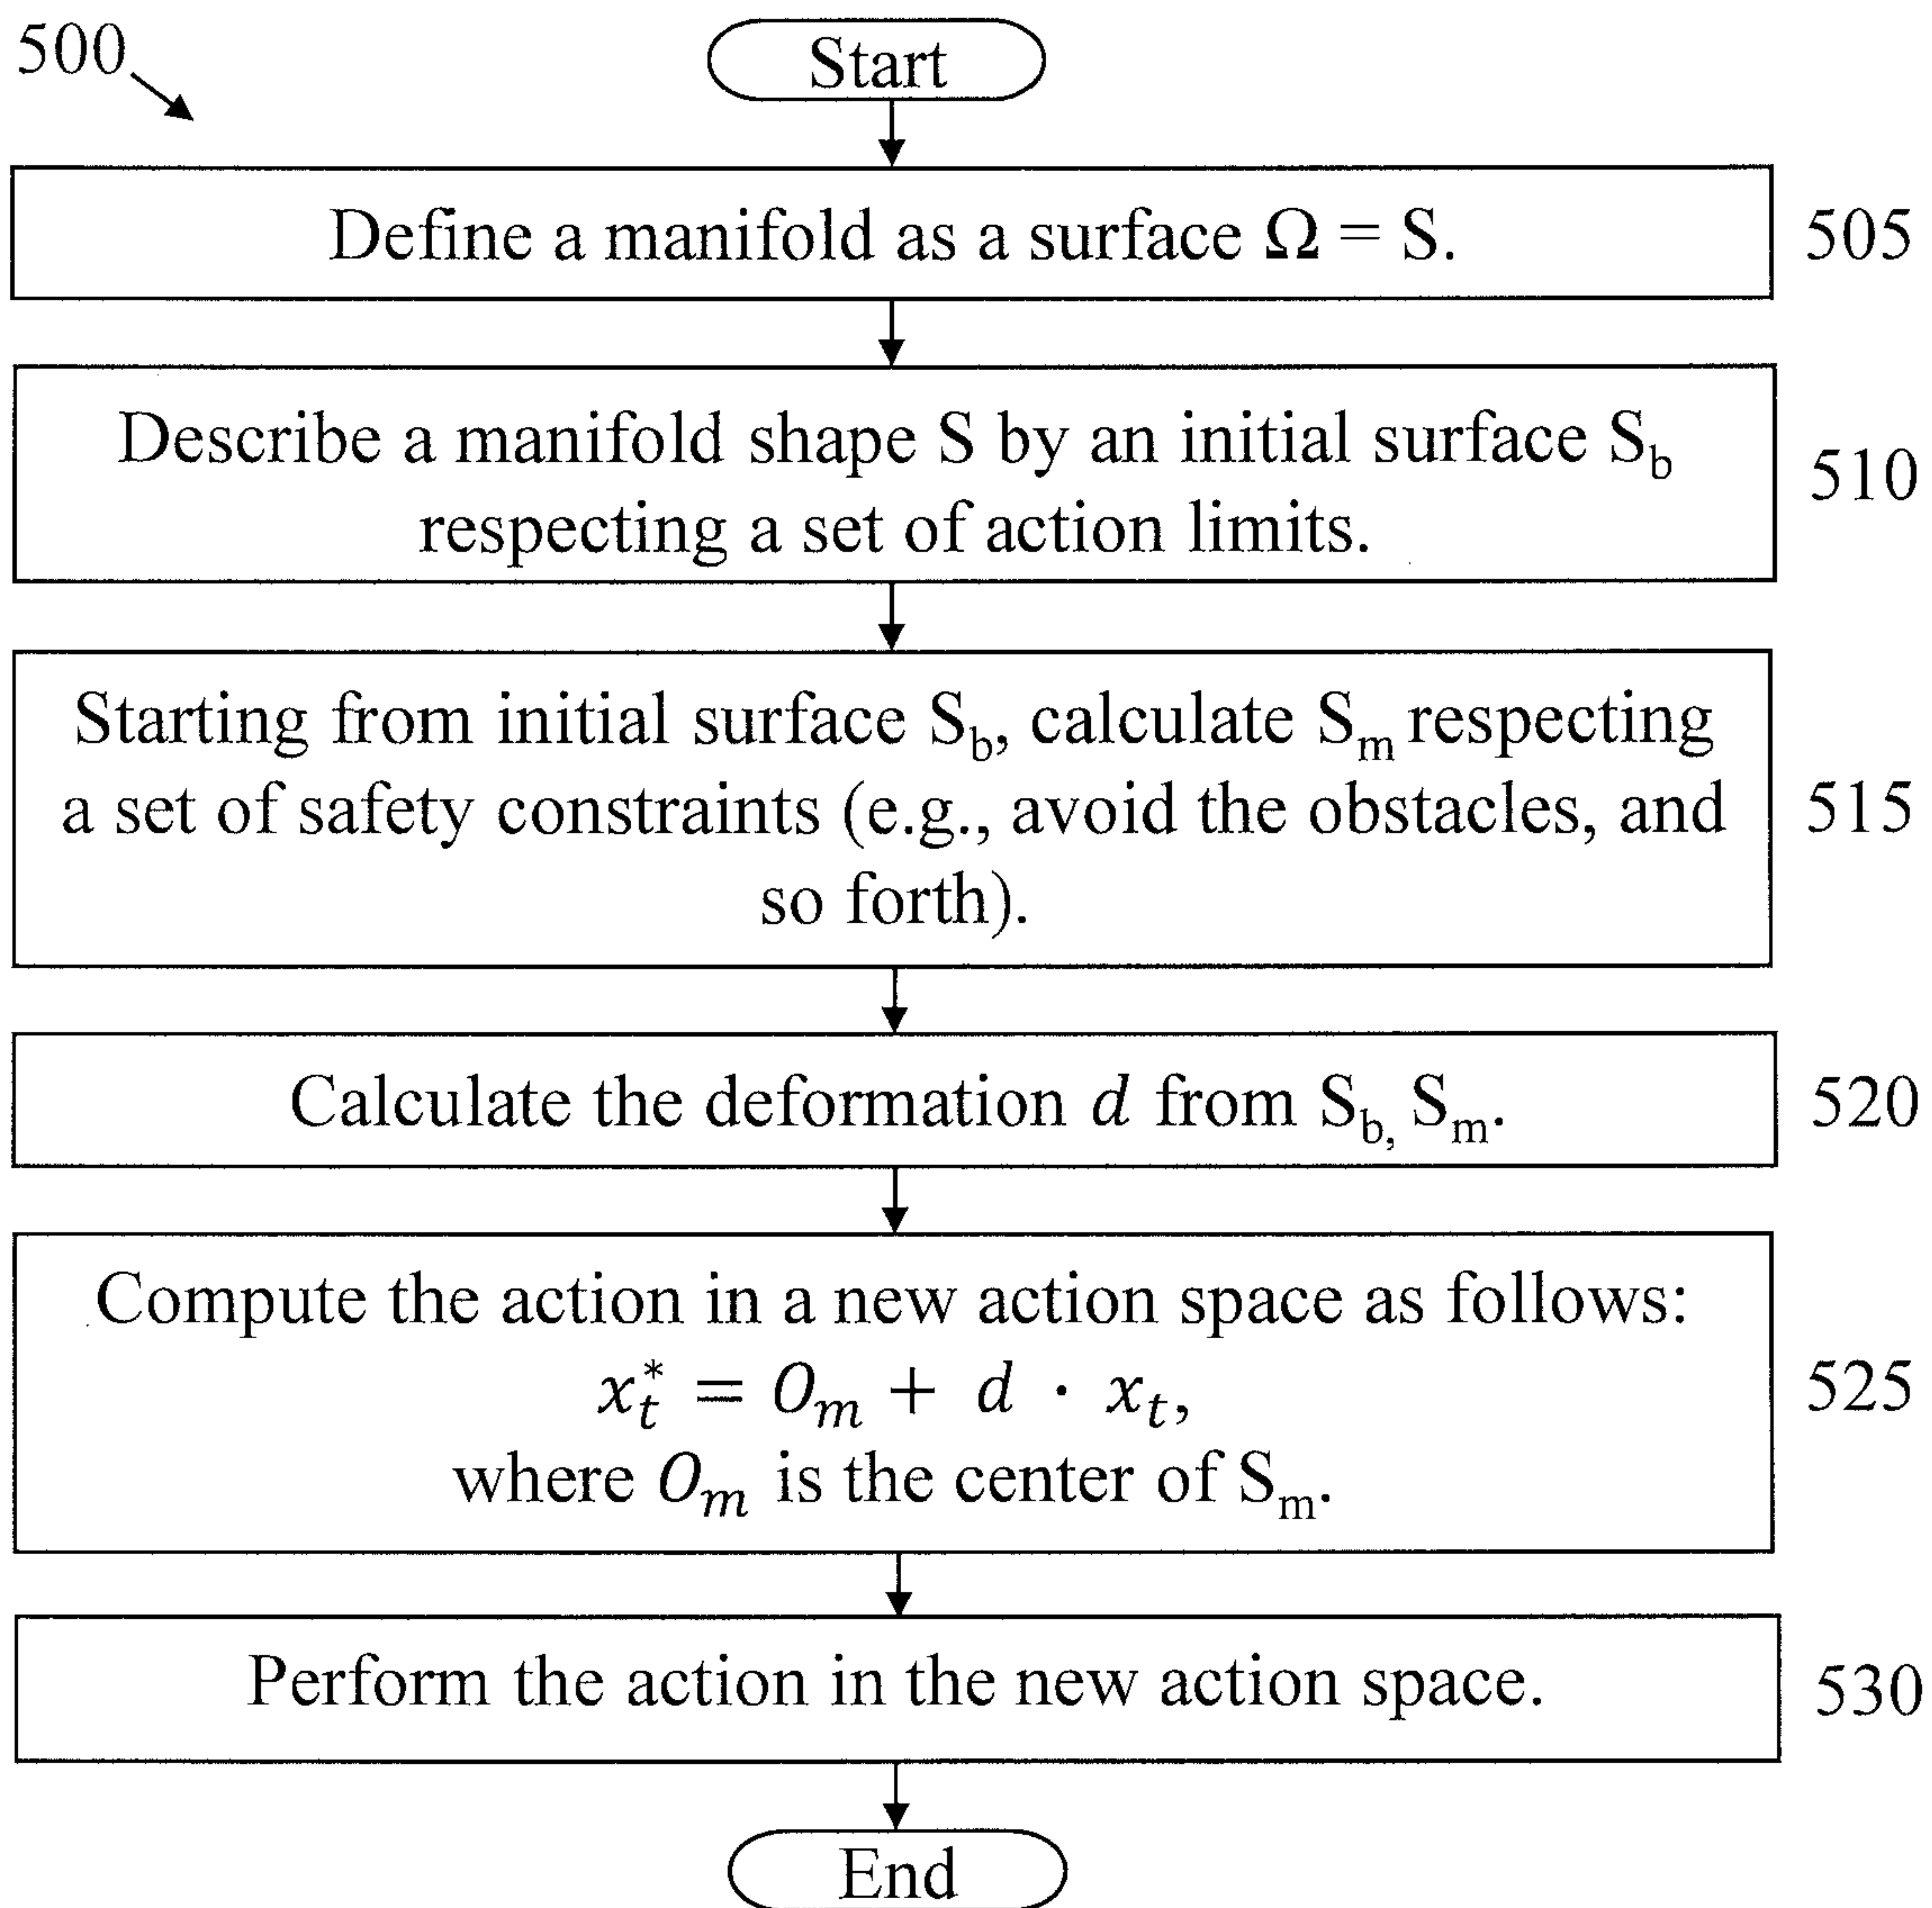 500
Start
Define a manifold as a surface Ω = S.
505
Describe a manifold shape S by an initial surface S_b
respecting a set of action limits.
510
Starting from initial surface S_b, calculate S_m respecting
a set of safety constraints (e.g., avoid the obstacles, and
so forth).
515
Calculate the deformation d from S_b, S_m.
520
Compute the action in a new action space as follows:
x_t^* = O_m + d · x_t,
where O_m is the center of S_m.
525
Perform the action in the new action space.
530
End